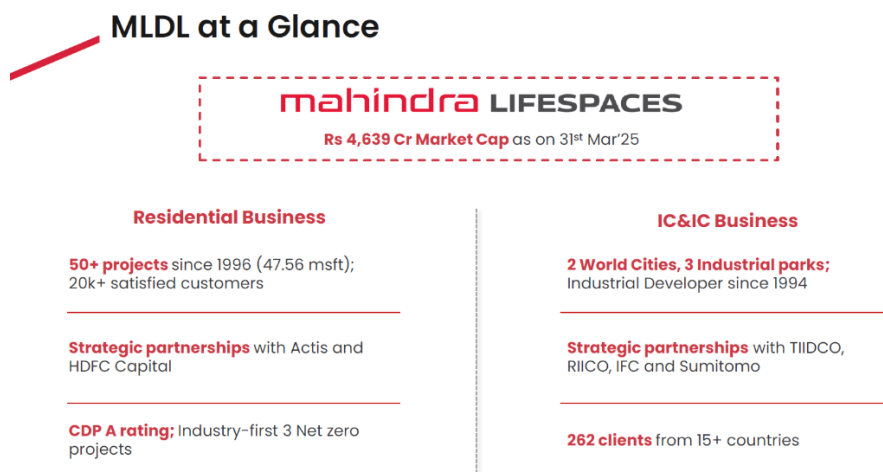 MLDL at a Glance
mahindra LIFESPACES
Rs 4,639 Cr Market Cap as on 31st Mar'25
Residential Business
50+ projects since 1996 (47.56 msft);
20k+ satisfied customers
Strategic partnerships with Actis and
HDFC Capital
CDP A rating; Industry-first 3 Net zero
projects
IC&IC Business
2 World Cities, 3 Industrial parks;
Industrial Developer since 1994
Strategic partnerships with TIIDCO,
RIICO, IFC and Sumitomo
262 clients from 15+ countries